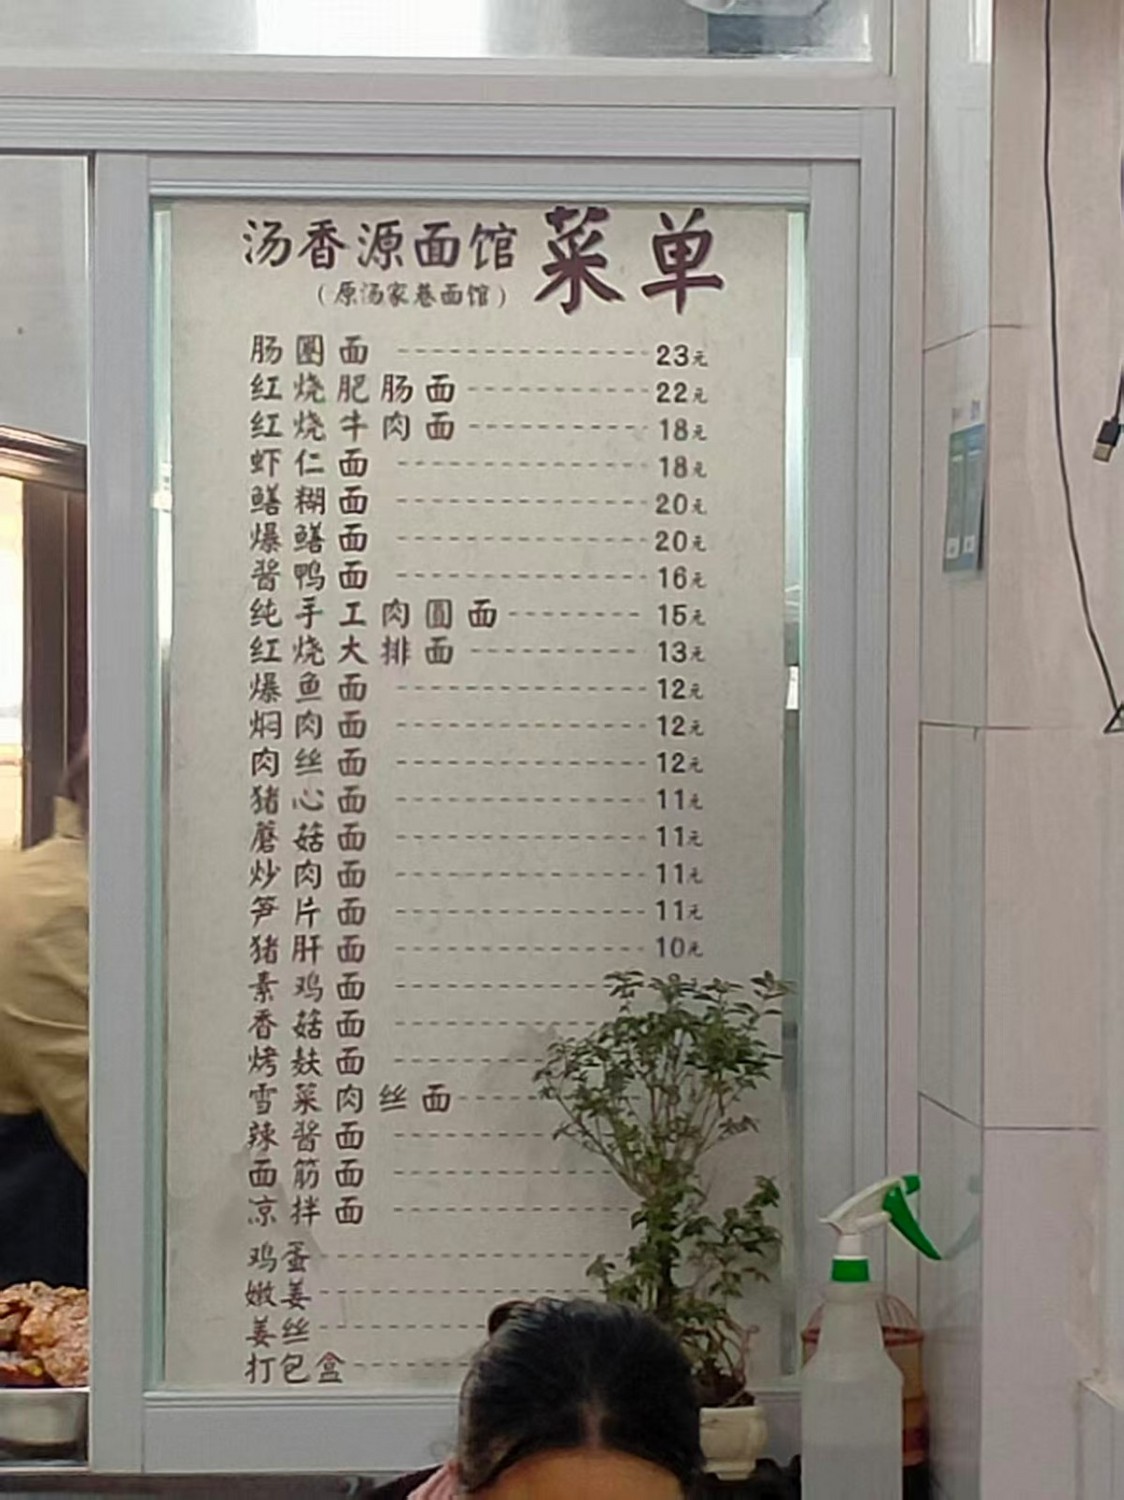 汤香源面馆 菜单
（原汤家巷面馆）
肠圈面 23元
红烧肥肠面 22元
红烧牛肉面 18元
虾仁面 18元
鳝糊面 20元
爆鳝面 20元
酱鸭面 16元
纯手工肉圆面 15元
红烧大排面 13元
爆鱼面 12元
焖肉面 12元
肉丝面 12元
猪心面 11元
蘑菇面 11元
炒肉面 11元
笋片面 11元
猪肝面 10元
素鸡面
香菇面
烤麸面
雪菜肉丝面
辣酱面
面筋面
凉拌面
鸡蛋
嫩姜
姜丝
打包盒